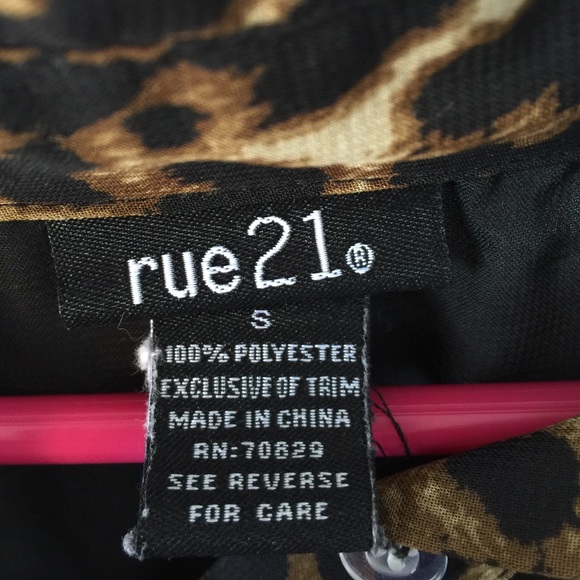 rue21®
S
100% POLYESTER
EXCLUSIVE OF TRIM
MADE IN CHINA
RN:70829
SEE REVERSE
FOR CARE